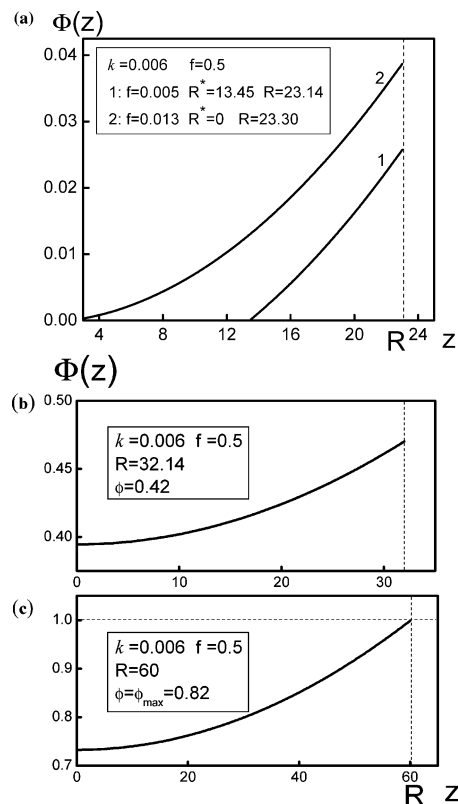 (a) Φ(z)
0.04
k =0.006 f=0.5
1: f=0.005 R*=13.45 R=23.14
2: f=0.013 R*=0 R=23.30
2
0.03
1
0.02
0.01
0.00
4 8 12 16 20 R 24 z
Φ(z)
(b) 0.50
k =0.006 f=0.5
R=32.14
ϕ=0.42
0.45
0.40
0 10 20 30
(c)
1.0
k =0.006 f =0.5
R=60
ϕ=ϕmax=0.82
0.9
0.8
0.7
0 20 40 60
R z